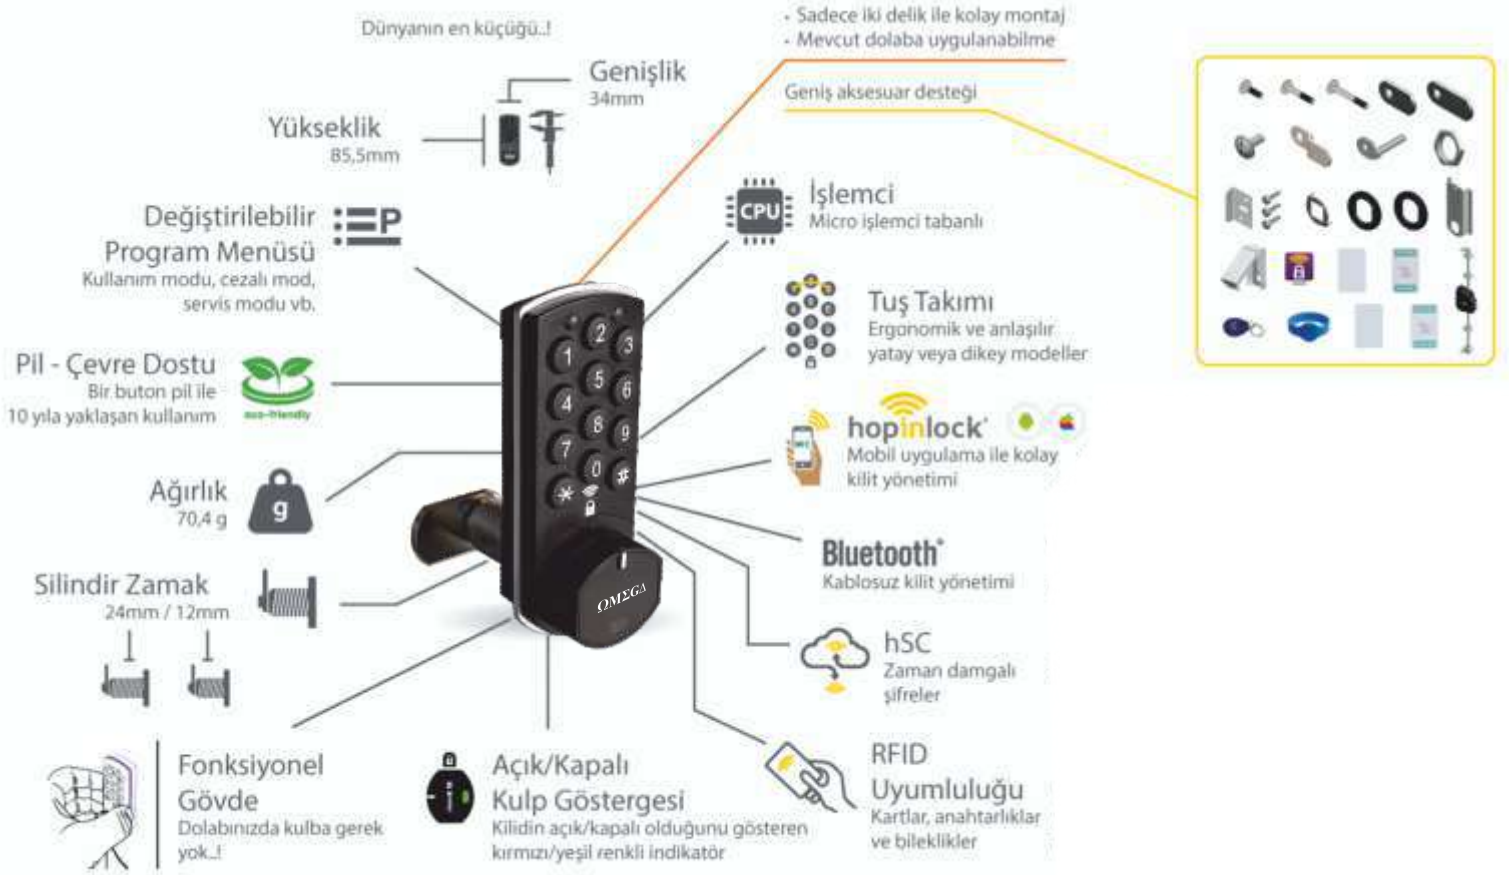 Dünyanın en küçüğü..!
• Sadece iki delik ile kolay montaj
• Mevcut dolaba uygulanabilme
Geniş aksesuar desteği
Genişlik
34mm
Yükseklik
85,5mm
Değiştirilebilir
Program Menüsü
Kullanım modu, cezalı mod,
servis modu vb.
P
CPU
İşlemci
Micro işlemci tabanlı
Tuş Takımı
Ergonomik ve anlaşılır
yatay veya dikey modeller
Pil - Çevre Dostu
Bir buton pil ile
10 yıla yaklaşan kullanım
eco-friendly
hopinlock
Mobil uygulama ile kolay
kilit yönetimi
Ağırlık
70,4 g
g
Bluetooth®
Kablosuz kilit yönetimi
Silindir Zamak
24mm / 12mm
hSC
Zaman damgalı
şifreler
RFID
Uyumluluğu
Kartlar, anahtarlıklar
ve bileklikler
Fonksiyonel
Gövde
Dolabınızda kulba gerek
yok..!
Açık/Kapalı
Kulp Göstergesi
Kilidin açık/kapalı olduğunu gösteren
kırmızı/yeşil renkli indikatör
1 2 3
4 5 6
7 8 9
* 0 #
ΩMΣGΔ